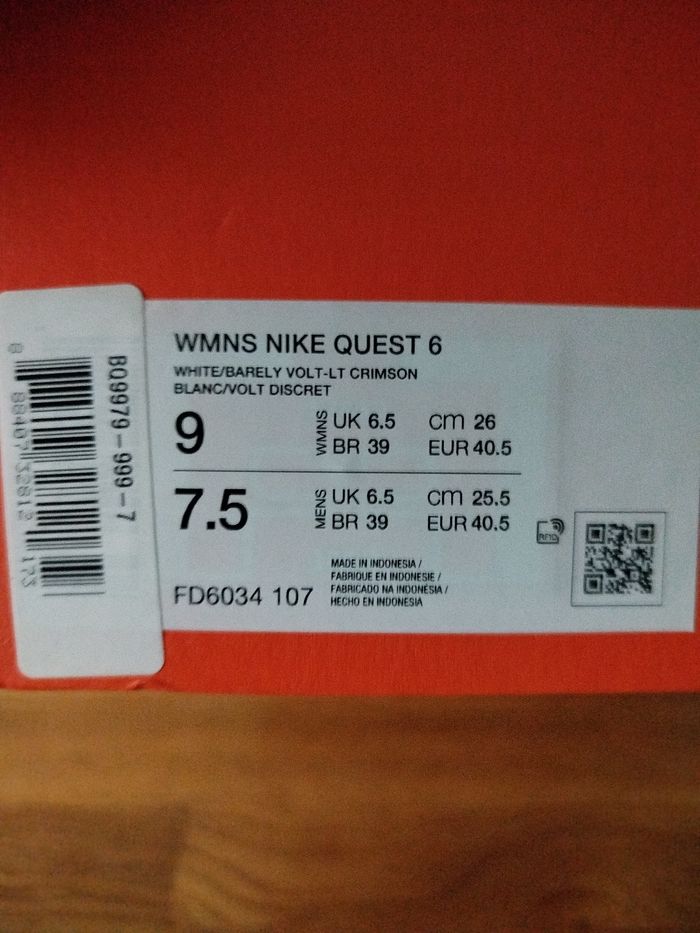 BQ9979-999-7
WMNS NIKE QUEST 6
WHITE/BARELY VOLT-LT CRIMSON
BLANC/VOLT DISCRET
9 WMNS UK 6.5 cm 26
BR 39 EUR 40.5
7.5 MENS UK 6.5 cm 25.5
BR 39 EUR 40.5
RFID
MADE IN INDONESIA /
FABRIQUE EN INDONESIE /
FABRICADO NA INDONÉSIA /
HECHO EN INDONESIA
FD6034 107